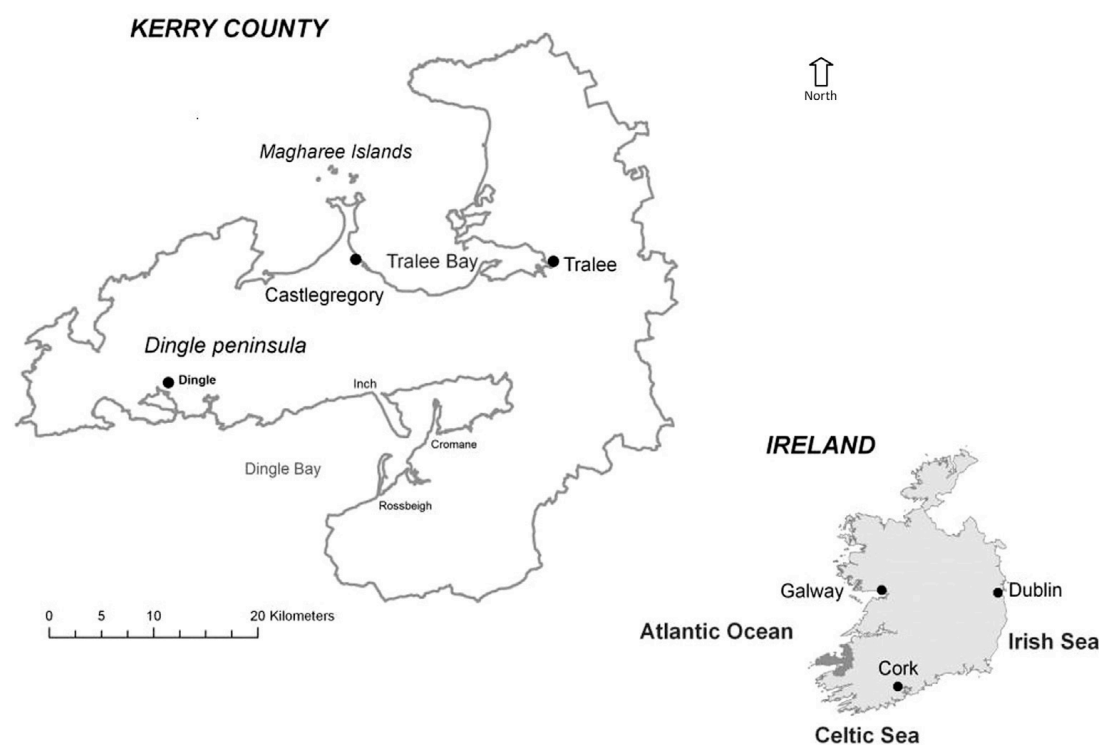 KERRY COUNTY
North
Magharee Islands
Tralee Bay
Tralee
Castlegregory
Dingle peninsula
Dingle
Inch
Cromane
Dingle Bay
Rossbeigh
IRELAND
Galway
Dublin
0 5 10 20 Kilometers
Atlantic Ocean
Irish Sea
Cork
Celtic Sea